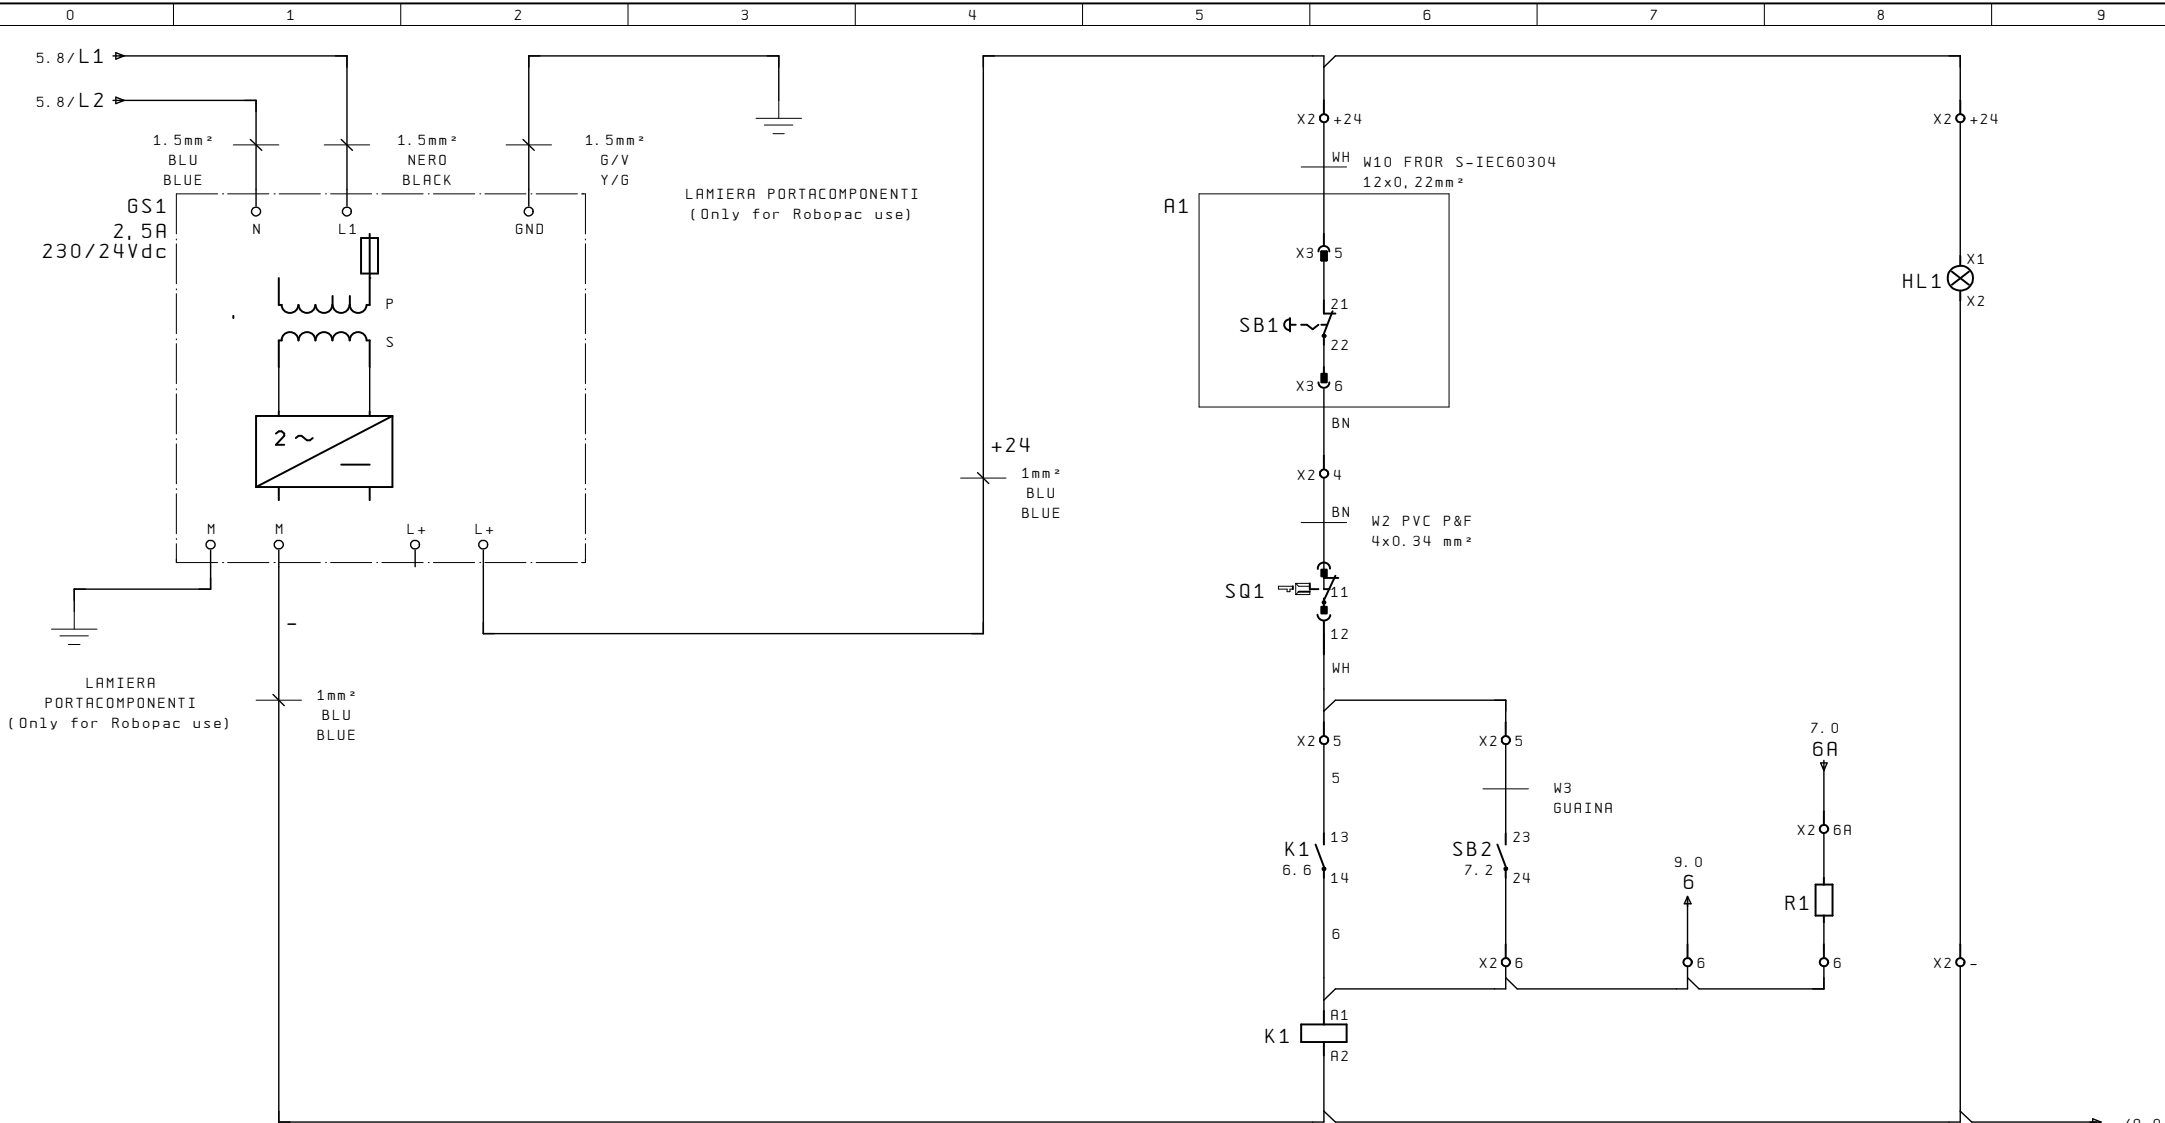 0 1 2 3 4 5 6 7 8 9
5.8/L1
5.8/L2
1.5mm²
BLU
BLUE
1.5mm²
NERO
BLACK
1.5mm²
G/V
Y/G
LAMIERA PORTACOMPONENTI
(Only for Robopac use)
GS1
2,5A
230/24Vdc
N
L1
GND
P
S
2 ~
M
M
L+
L+
-
LAMIERA
PORTACOMPONENTI
(Only for Robopac use)
1mm²
BLU
BLUE
+24
1mm²
BLU
BLUE
X2 +24
WH
W10 FROR S-IEC60304
12x0,22mm²
A1
X3 5
21
SB1
22
X3 6
BN
X2 4
BN
W2 PVC P&F
4x0.34 mm²
SQ1
11
12
WH
X2 5
5
K1
6.6
13
14
6
K1
A1
A2
X2 5
W3
GUAINA
SB2
7.2
23
24
X2 6
9.0
6
6
7.0
6A
X2 6A
R1
6
X2 +24
HL1
X1
X2
X2 -